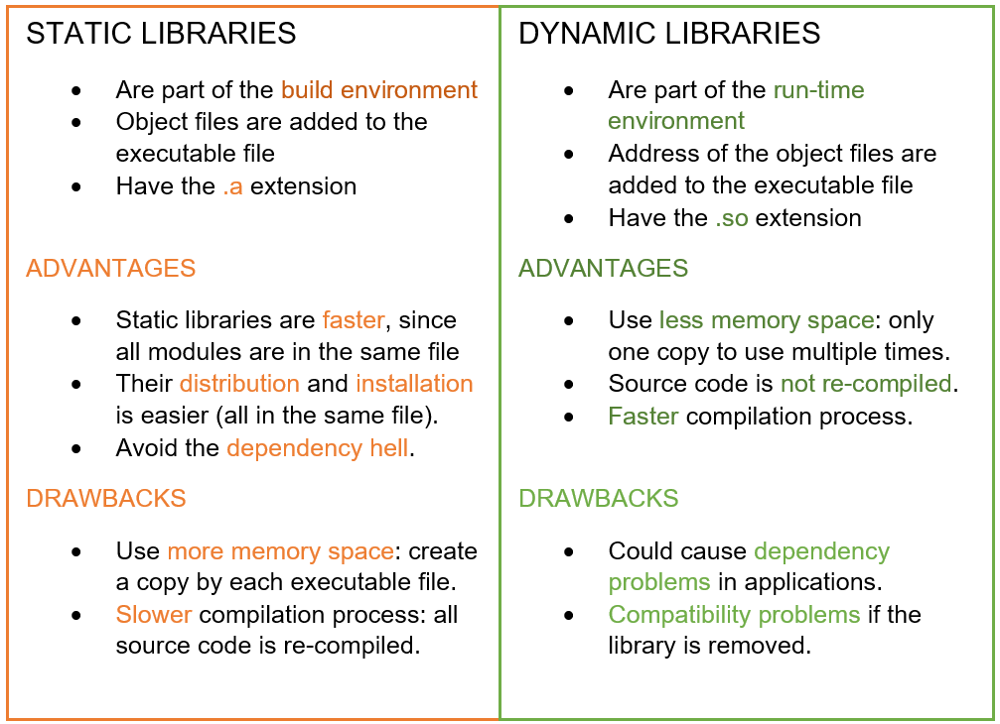 STATIC LIBRARIES
• Are part of the build environment
• Object files are added to the
executable file
• Have the .a extension
ADVANTAGES
• Static libraries are faster, since
all modules are in the same file
• Their distribution and installation
is easier (all in the same file).
• Avoid the dependency hell.
DRAWBACKS
• Use more memory space: create
a copy by each executable file.
• Slower compilation process: all
source code is re-compiled.
DYNAMIC LIBRARIES
• Are part of the run-time
environment
• Address of the object files are
added to the executable file
• Have the .so extension
ADVANTAGES
• Use less memory space: only
one copy to use multiple times.
• Source code is not re-compiled.
• Faster compilation process.
DRAWBACKS
• Could cause dependency
problems in applications.
• Compatibility problems if the
library is removed.